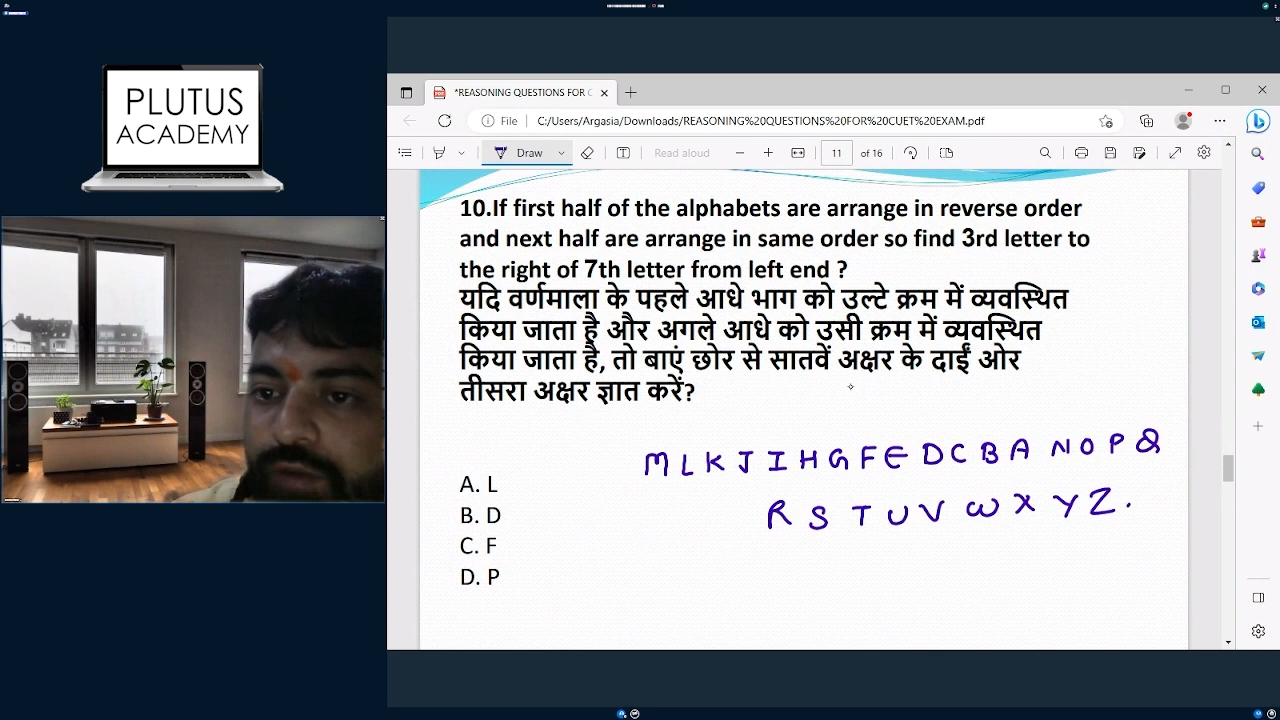 PLUTUS
ACADEMY
*REASONING QUESTIONS FOR C
File
C:/Users/Argasia/Downloads/REASONING%20QUESTIONS%20FOR%20CUET%20EXAM.pdf
Draw
Read aloud
11
of 16
10.If first half of the alphabets are arrange in reverse order
and next half are arrange in same order so find 3rd letter to
the right of 7th letter from left end ?
यदि वर्णमाला के पहले आधे भाग को उल्टे क्रम में व्यवस्थित
किया जाता है और अगले आधे को उसी क्रम में व्यवस्थित
किया जाता है, तो बाएं छोर से सातवें अक्षर के दाईं ओर
तीसरा अक्षर ज्ञात करें?
M L K J I H G F E D C B A N O P Q
R S T U V W X Y Z .
A. L
B. D
C. F
D. P